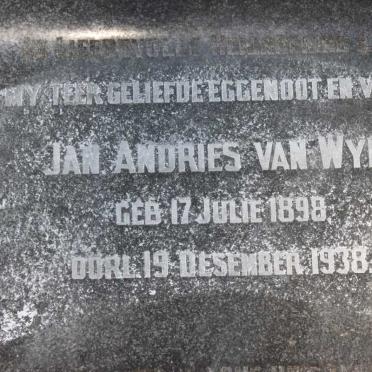 MY TEER GELIEFDE EGGENOOT EN
JAN ANDRIES VAN WY
GEB. 17 JULIE 1898
OORL. 19 DESEMBER 1938.